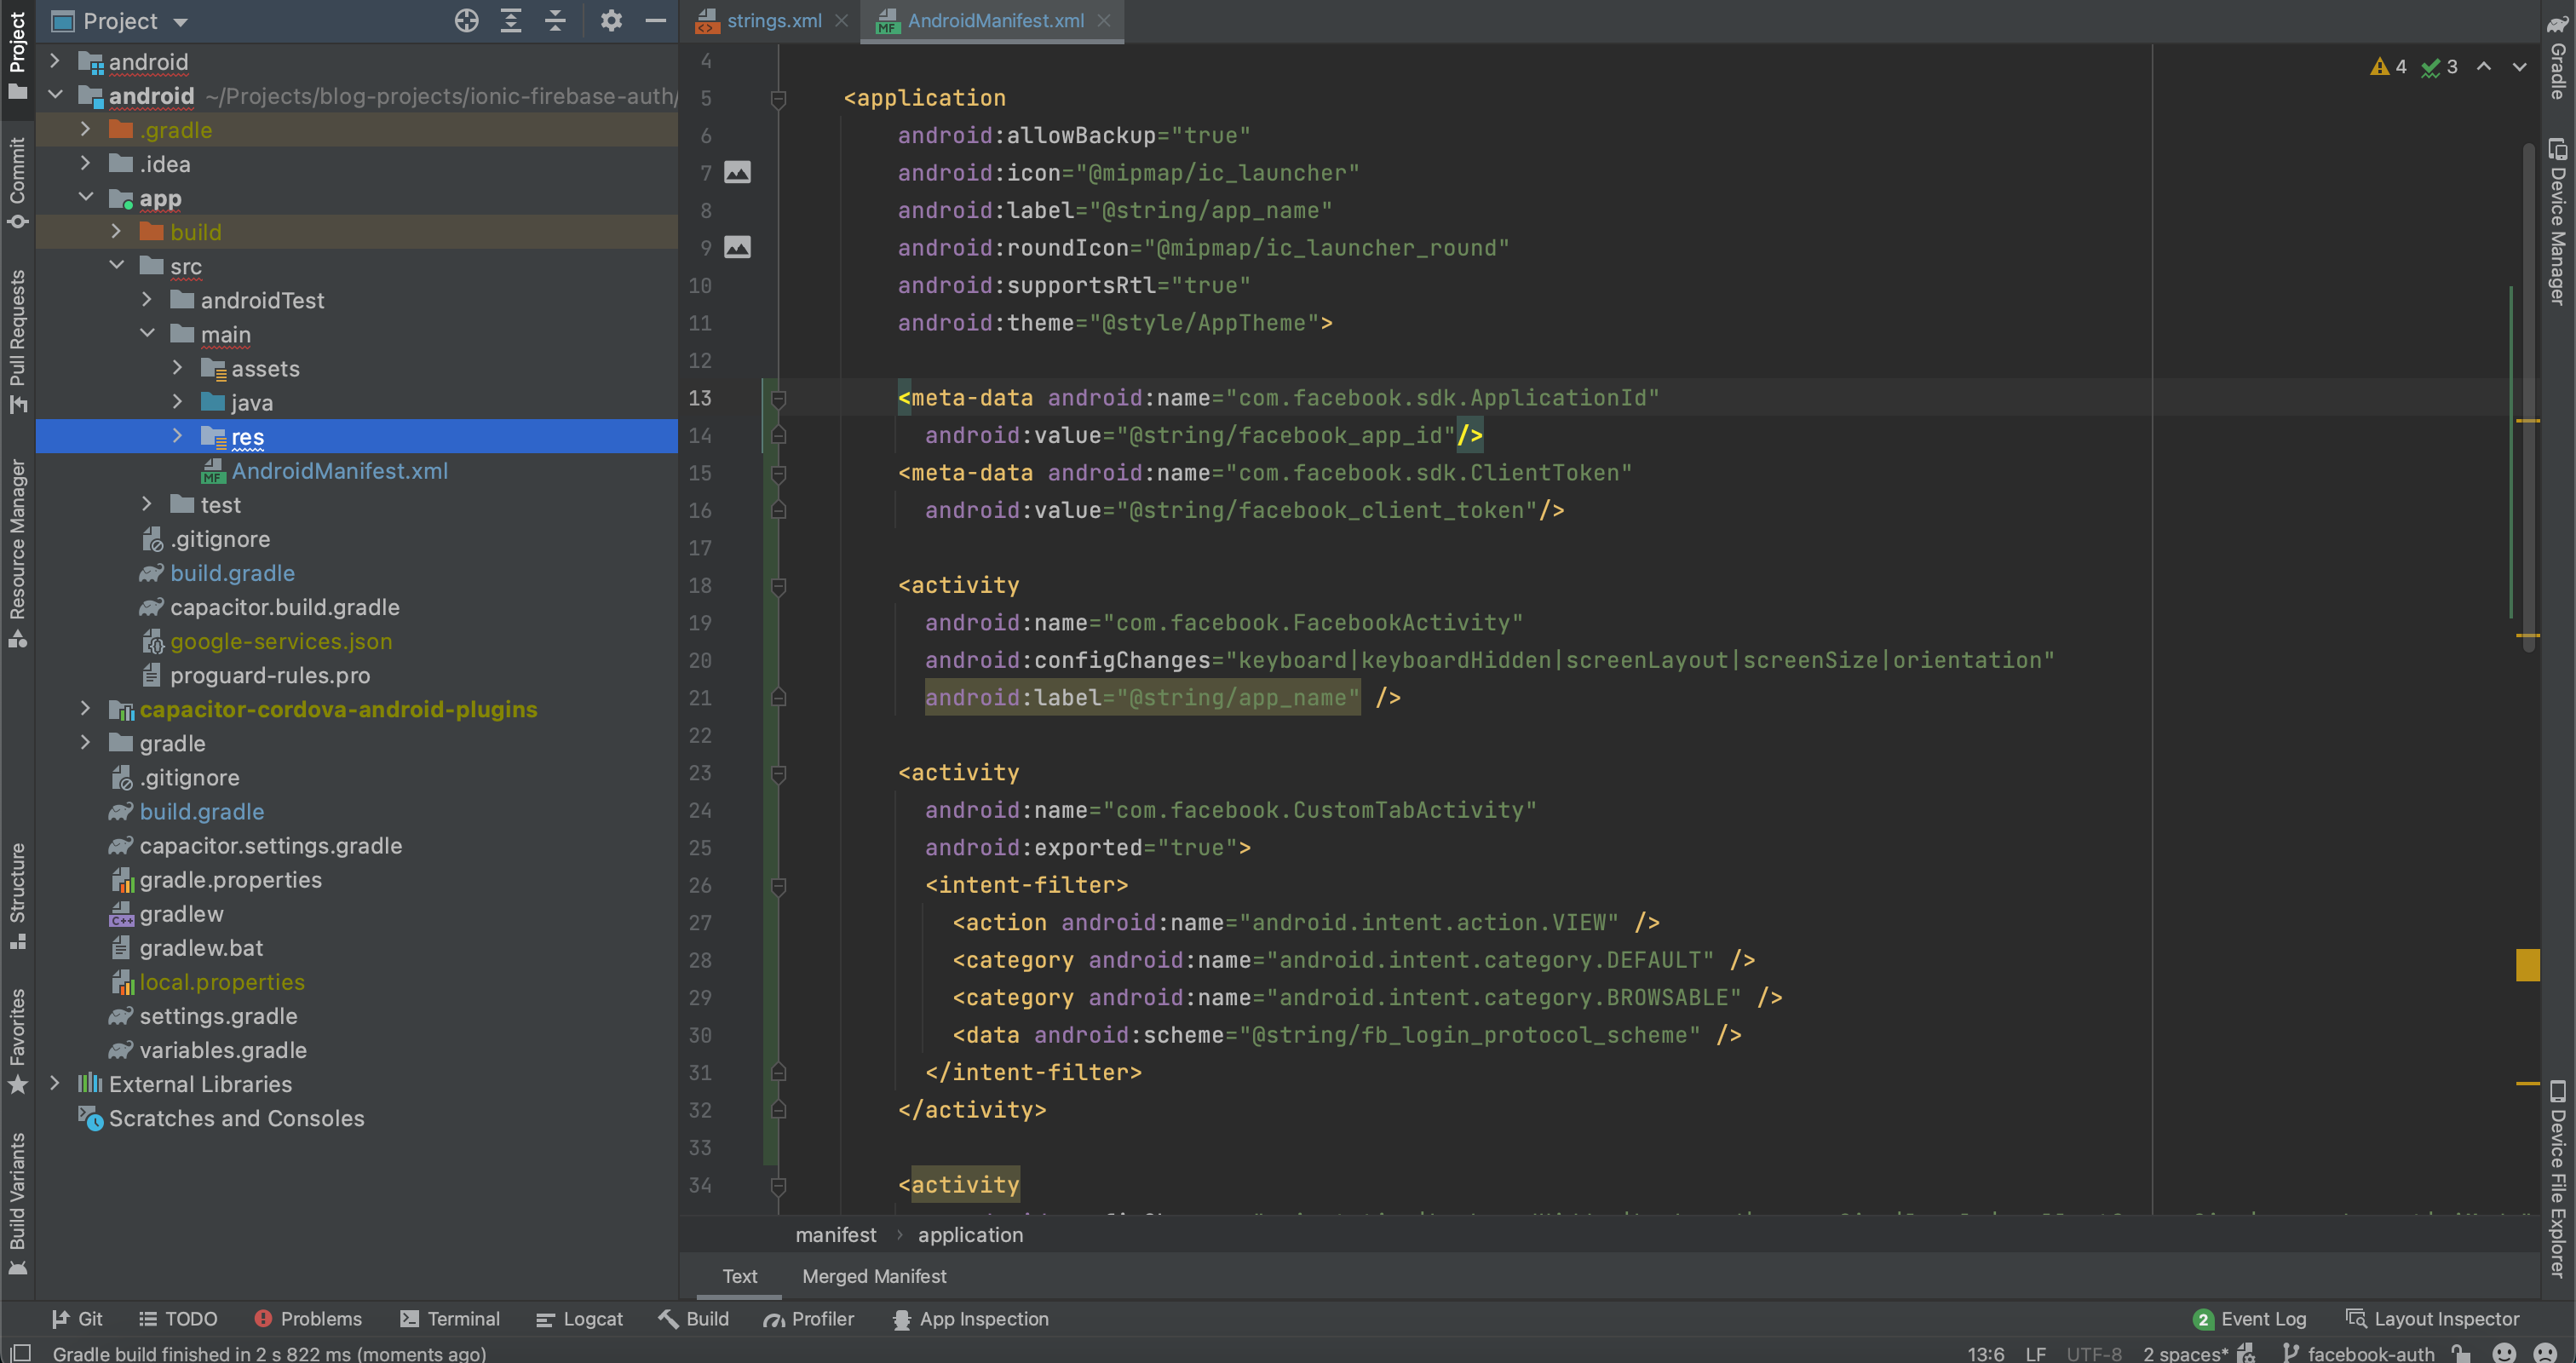 Project
strings.xml
AndroidManifest.xml
android
android ~/Projects/blog-projects/ionic-firebase-auth/
.gradle
.idea
app
build
src
androidTest
main
assets
java
res
AndroidManifest.xml
test
.gitignore
build.gradle
capacitor.build.gradle
google-services.json
proguard-rules.pro
capacitor-cordova-android-plugins
gradle
.gitignore
build.gradle
capacitor.settings.gradle
gradle.properties
gradlew
gradlew.bat
local.properties
settings.gradle
variables.gradle
External Libraries
Scratches and Consoles
Project
Commit
Pull Requests
Resource Manager
Structure
Favorites
Build Variants
4
5 <application
6 android:allowBackup="true"
7 android:icon="@mipmap/ic_launcher"
8 android:label="@string/app_name"
9 android:roundIcon="@mipmap/ic_launcher_round"
10 android:supportsRtl="true"
11 android:theme="@style/AppTheme">
12
13 <meta-data android:name="com.facebook.sdk.ApplicationId"
14 android:value="@string/facebook_app_id"/>
15 <meta-data android:name="com.facebook.sdk.ClientToken"
16 android:value="@string/facebook_client_token"/>
17
18 <activity
19 android:name="com.facebook.FacebookActivity"
20 android:configChanges="keyboard|keyboardHidden|screenLayout|screenSize|orientation"
21 android:label="@string/app_name" />
22
23 <activity
24 android:name="com.facebook.CustomTabActivity"
25 android:exported="true">
26 <intent-filter>
27 <action android:name="android.intent.action.VIEW" />
28 <category android:name="android.intent.category.DEFAULT" />
29 <category android:name="android.intent.category.BROWSABLE" />
30 <data android:scheme="@string/fb_login_protocol_scheme" />
31 </intent-filter>
32 </activity>
33
34 <activity
4 3
Gradle
Device Manager
Device File Explorer
manifest > application
Text Merged Manifest
Git TODO Problems Terminal Logcat Build Profiler App Inspection
2 Event Log Layout Inspector
Gradle build finished in 2 s 822 ms (moments ago)
13:6 LF UTF-8 2 spaces* facebook-auth